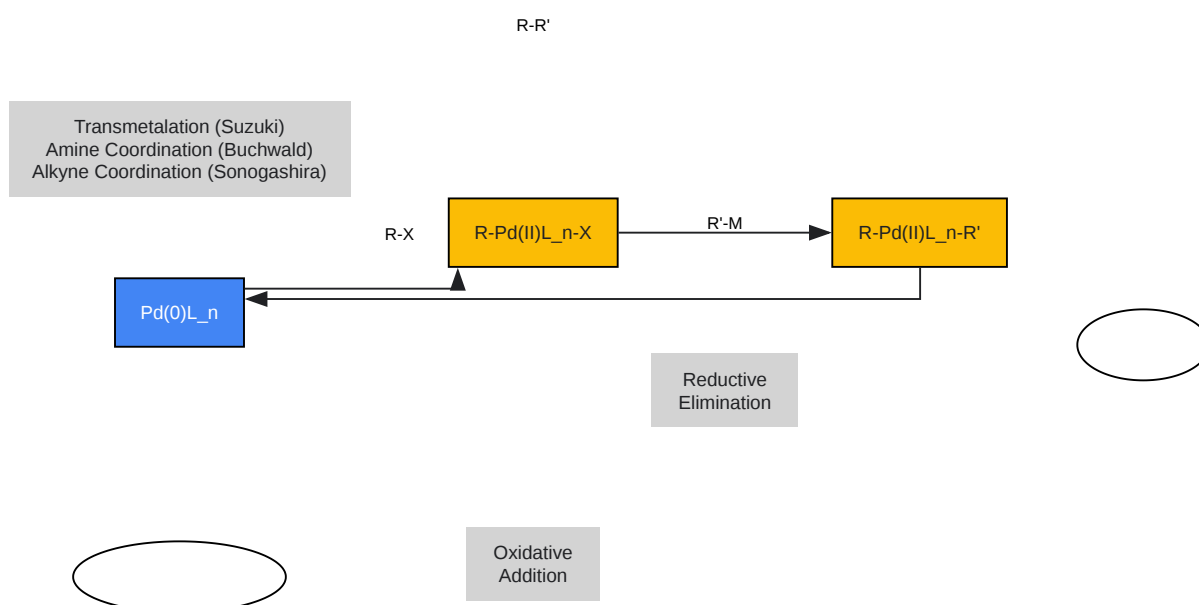 R-R'
Transmetalation (Suzuki)
Amine Coordination (Buchwald)
Alkyne Coordination (Sonogashira)
R-X
R-Pd(II)L_n-X
R'-M
R-Pd(II)L_n-R'
Pd(0)L_n
Reductive
Elimination
Oxidative
Addition